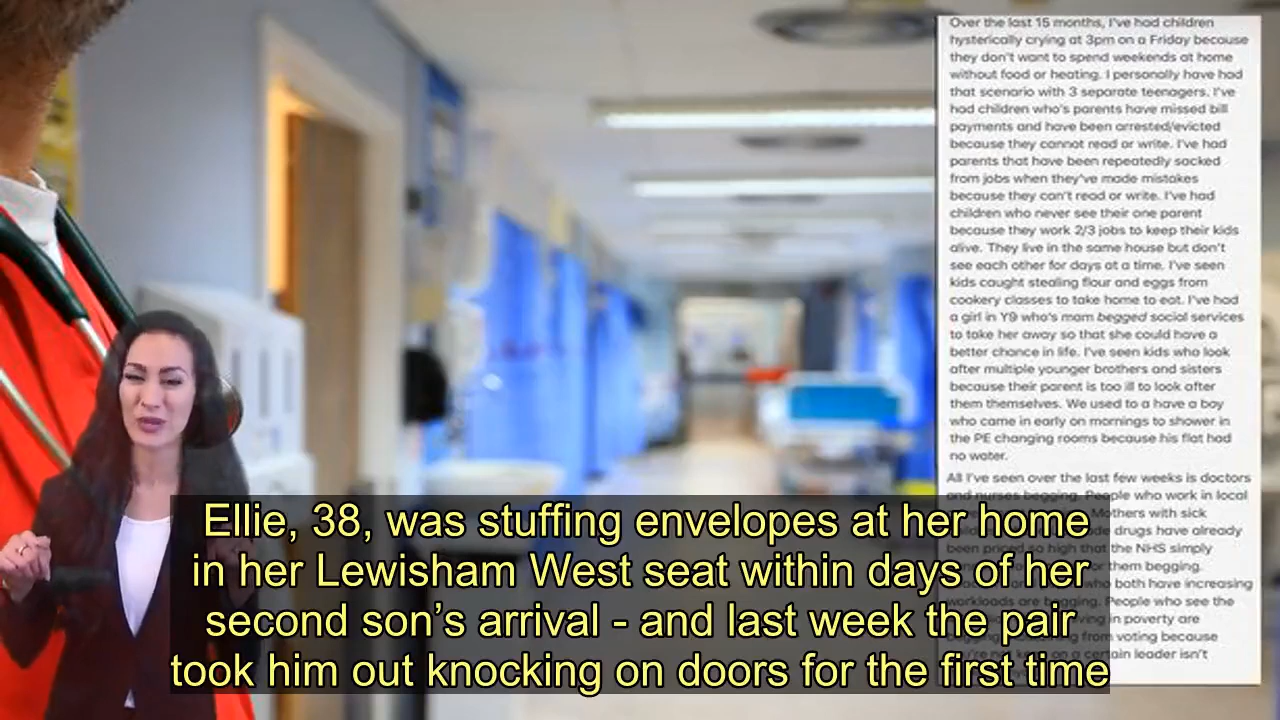 Over the last 15 months, I've had children
hysterically crying at 3pm on a Friday because
they don't want to spend weekends at home
without food or heating. I personally have had
that scenario with 3 separate teenagers. I've
had children who's parents have missed bill
payments and have been arrested/evicted
because they cannot read or write. I've had
parents that have been repeatedly sacked
from jobs when they've made mistakes
because they can't read or write. I've had
children who never see their one parent
because they work 2/3 jobs to keep their kids
alive. They live in the same house but don't
see each other for days at a time. I've seen
kids caught stealing flour and eggs from
cookery classes to take home to eat. I've had
a girl in Y9 who's mam begged social services
to take her away so that she could have a
better chance in life. I've seen kids who look
after multiple younger brothers and sisters
because their parent is too ill to look after
them themselves. We used to a have a boy
who came in early on mornings to shower in
the PE changing rooms because his flat had
no water.
All I've seen over the last few weeks is doctors
and nurses begging. People who work in local
Mothers with sick
drugs have already
been priced so high that the NHS simply
them begging.
who both have increasing
workloads are begging. People who see the
living in poverty are
from voting because
you're not keen on a certain leader isn't
Ellie, 38, was stuffing envelopes at her home
in her Lewisham West seat within days of her
second son’s arrival - and last week the pair
took him out knocking on doors for the first time